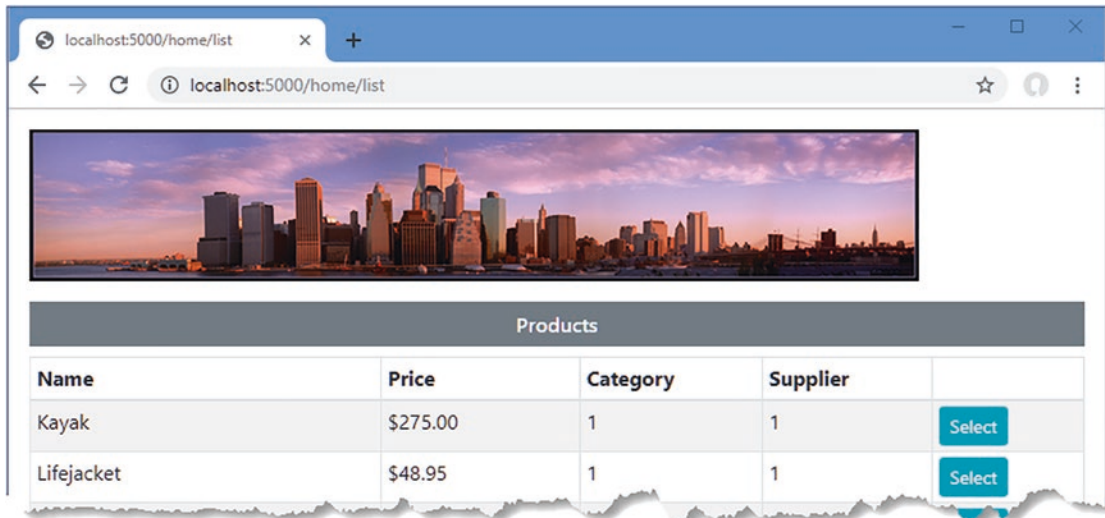 localhost:5000/home/list
localhost:5000/home/list
Products
Name Price Category Supplier
Kayak $275.00 1 1 Select
Lifejacket $48.95 1 1 Select